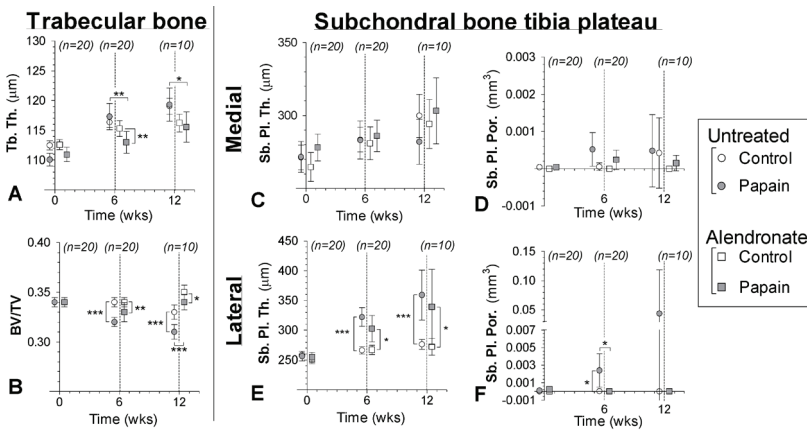 Trabecular bone
Subchondral bone tibia plateau
(n=20) (n=20) (n=10)
130
125
120
115
110
Tb. Th. (µm)
** *
**
0 6 12
Time (wks)
A
Medial
(n=20) (n=20) (n=10)
350
300
250
Sb. Pl. Th. (µm)
0 6 12
Time (wks)
C
(n=20) (n=20) (n=10)
0.003
0.002
0.001
0
-0.001
Sb. Pl. Por. (mm³)
6 12
Time (wks)
D
Untreated
Control
Papain
Alendronate
Control
Papain
(n=20) (n=20) (n=10)
0.40
0.35
0.30
BV/TV
*** ** *** *
***
0 6 12
Time (wks)
B
Lateral
(n=20) (n=20) (n=10)
450
400
350
300
250
200
Sb. Pl. Th. (µm)
*** * *** *
0 6 12
Time (wks)
E
(n=20) (n=20) (n=10)
0.15
0.10
0.05
0.007
0.005
0.003
0.001
-0.001
Sb. Pl. Por. (mm³)
* *
0 6 12
Time (wks)
F